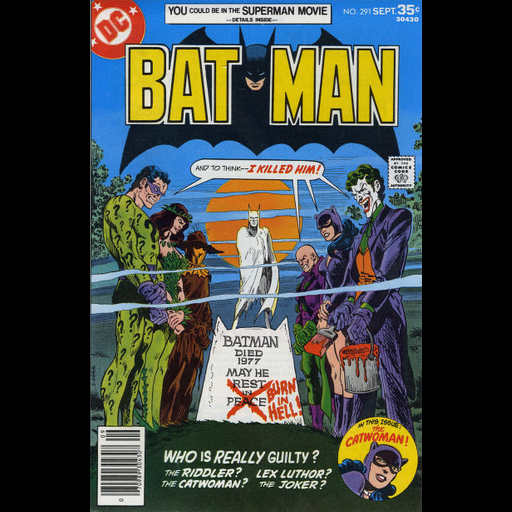 YOU COULD BE IN THE SUPERMAN MOVIE
--DETAILS INSIDE--
NO. 291 SEPT. 35¢
30430
DC
BATMAN
AND TO THINK--I KILLED HIM!
APPROVED
BY THE
COMICS
CODE
AUTHORITY
BATMAN
DIED
1977
MAY HE
REST
IN
PEACE
BURN
IN
HELL!
IN THIS ISSUE:
THE
CATWOMAN!
WHO IS REALLY GUILTY?
THE RIDDLER? LEX LUTHOR?
THE CATWOMAN? THE JOKER?
09